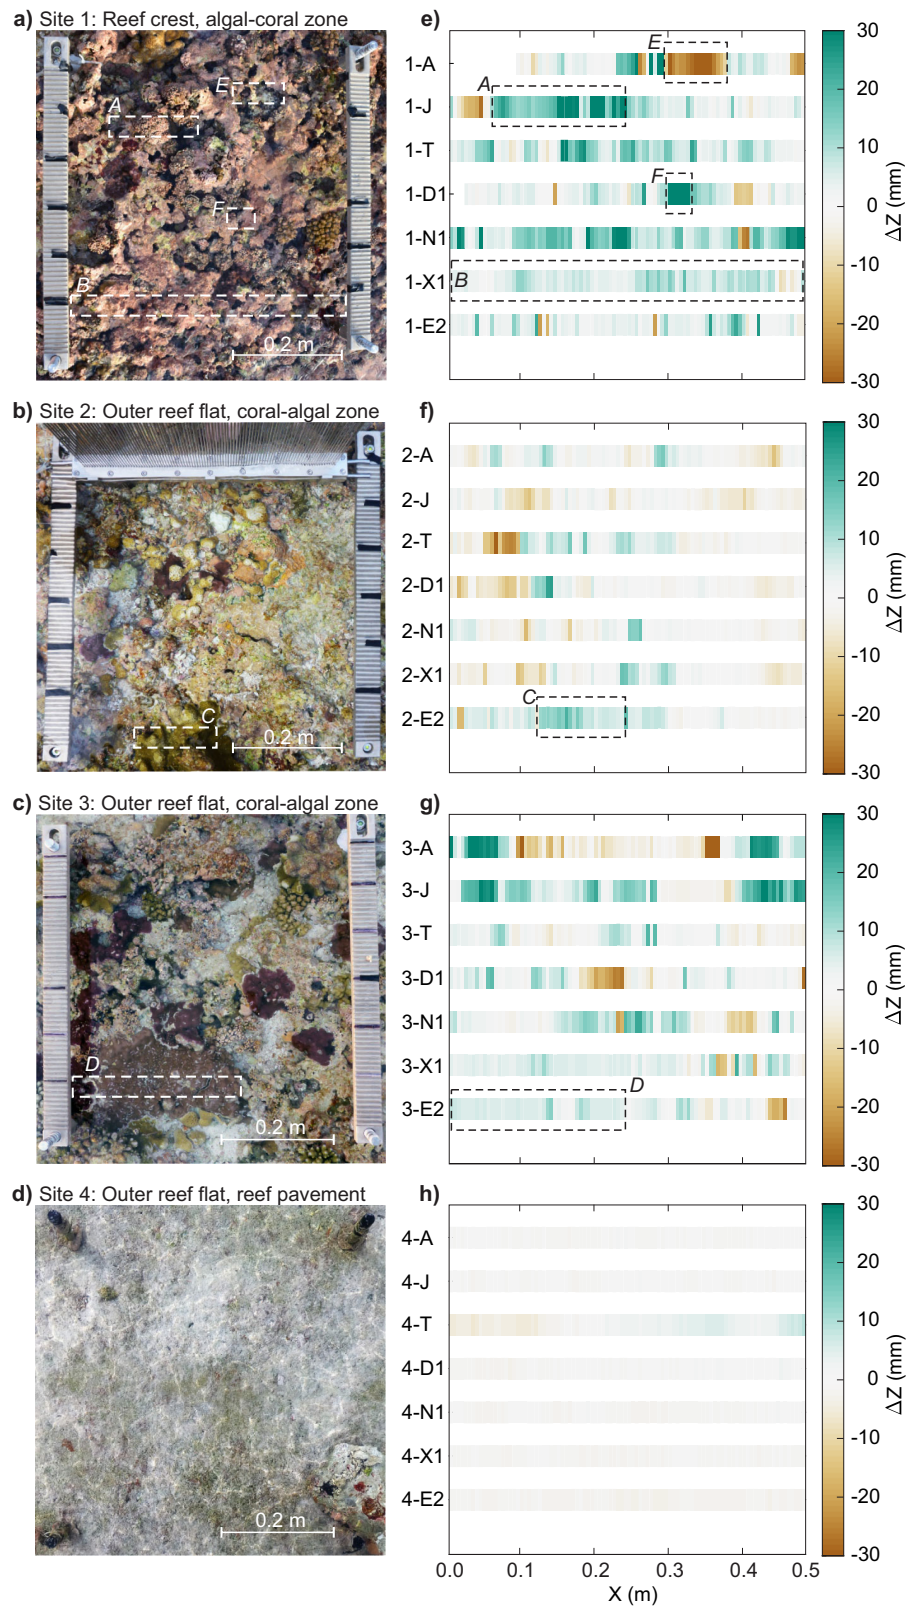 a) Site 1: Reef crest, algal-coral zone
A
E
F
B
0.2 m
e)
1-A
1-J
1-T
1-D1
1-N1
1-X1
1-E2
E
A
F
B
30
20
10
0
-10
-20
-30
ΔZ (mm)
b) Site 2: Outer reef flat, coral-algal zone
C
0.2 m
f)
2-A
2-J
2-T
2-D1
2-N1
2-X1
2-E2
C
30
20
10
0
-10
-20
-30
ΔZ (mm)
c) Site 3: Outer reef flat, coral-algal zone
D
0.2 m
g)
3-A
3-J
3-T
3-D1
3-N1
3-X1
3-E2
D
30
20
10
0
-10
-20
-30
ΔZ (mm)
d) Site 4: Outer reef flat, reef pavement
0.2 m
h)
4-A
4-J
4-T
4-D1
4-N1
4-X1
4-E2
30
20
10
0
-10
-20
-30
ΔZ (mm)
0.0 0.1 0.2 0.3 0.4 0.5
X (m)